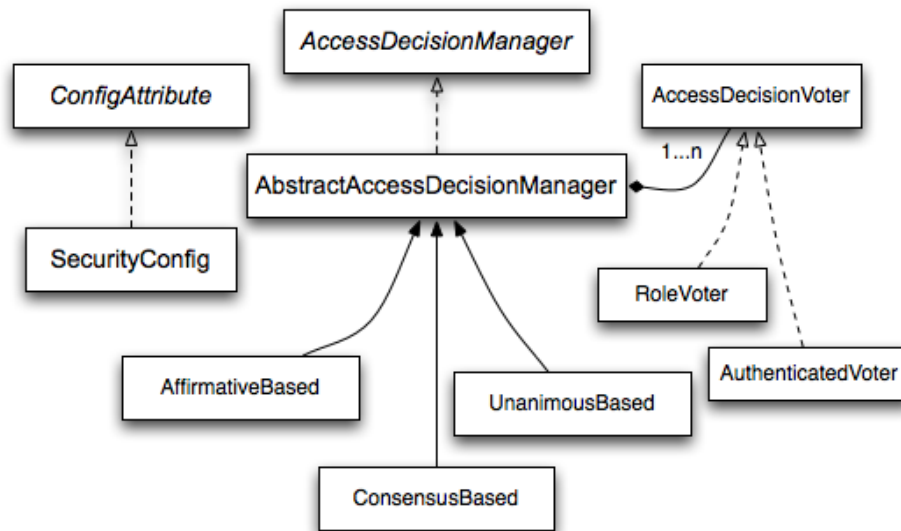 AccessDecisionManager
ConfigAttribute
AccessDecisionVoter
1...n
AbstractAccessDecisionManager
SecurityConfig
RoleVoter
AffirmativeBased
UnanimousBased
AuthenticatedVoter
ConsensusBased